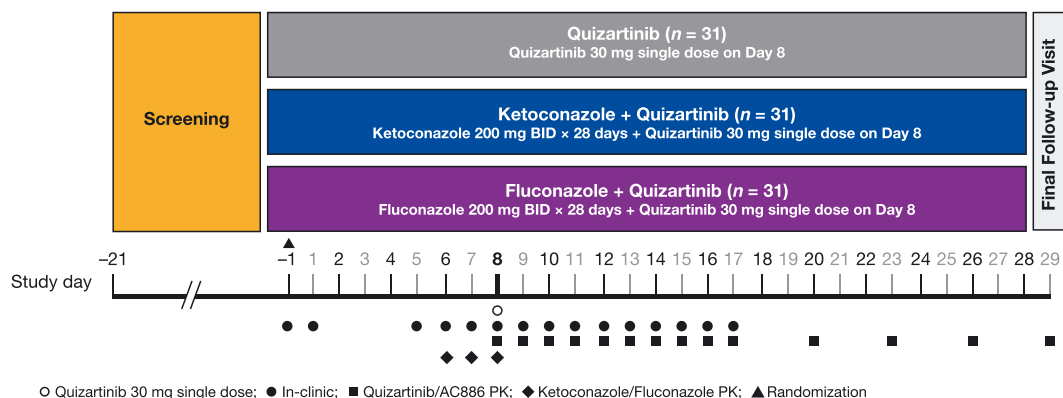 Screening
Quizartinib (n = 31)
Quizartinib 30 mg single dose on Day 8
Ketoconazole + Quizartinib (n = 31)
Ketoconazole 200 mg BID × 28 days + Quizartinib 30 mg single dose on Day 8
Fluconazole + Quizartinib (n = 31)
Fluconazole 200 mg BID × 28 days + Quizartinib 30 mg single dose on Day 8
Final Follow-up Visit
–21 –1 1 2 3 4 5 6 7 8 9 10 11 12 13 14 15 16 17 20 23 24 25 26 27 28 29
Study day
Quizartinib 30 mg single dose; In-clinic; Quizartinib/AC886 PK; Ketoconazole/Fluconazole PK; Randomization